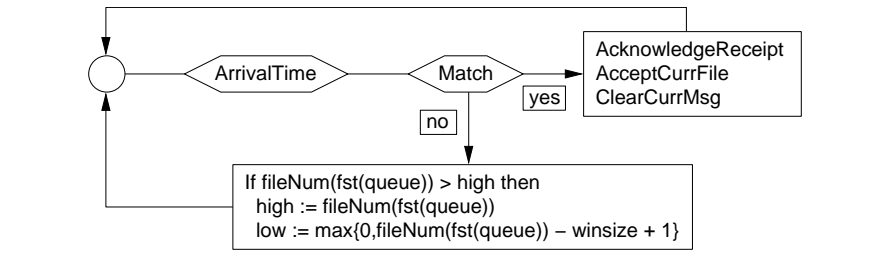 ArrivalTime
Match
yes
no
AcknowledgeReceipt
AcceptCurrFile
ClearCurrMsg
If fileNum(fst(queue)) > high then
high := fileNum(fst(queue))
low := max{0,fileNum(fst(queue)) − winsize + 1}